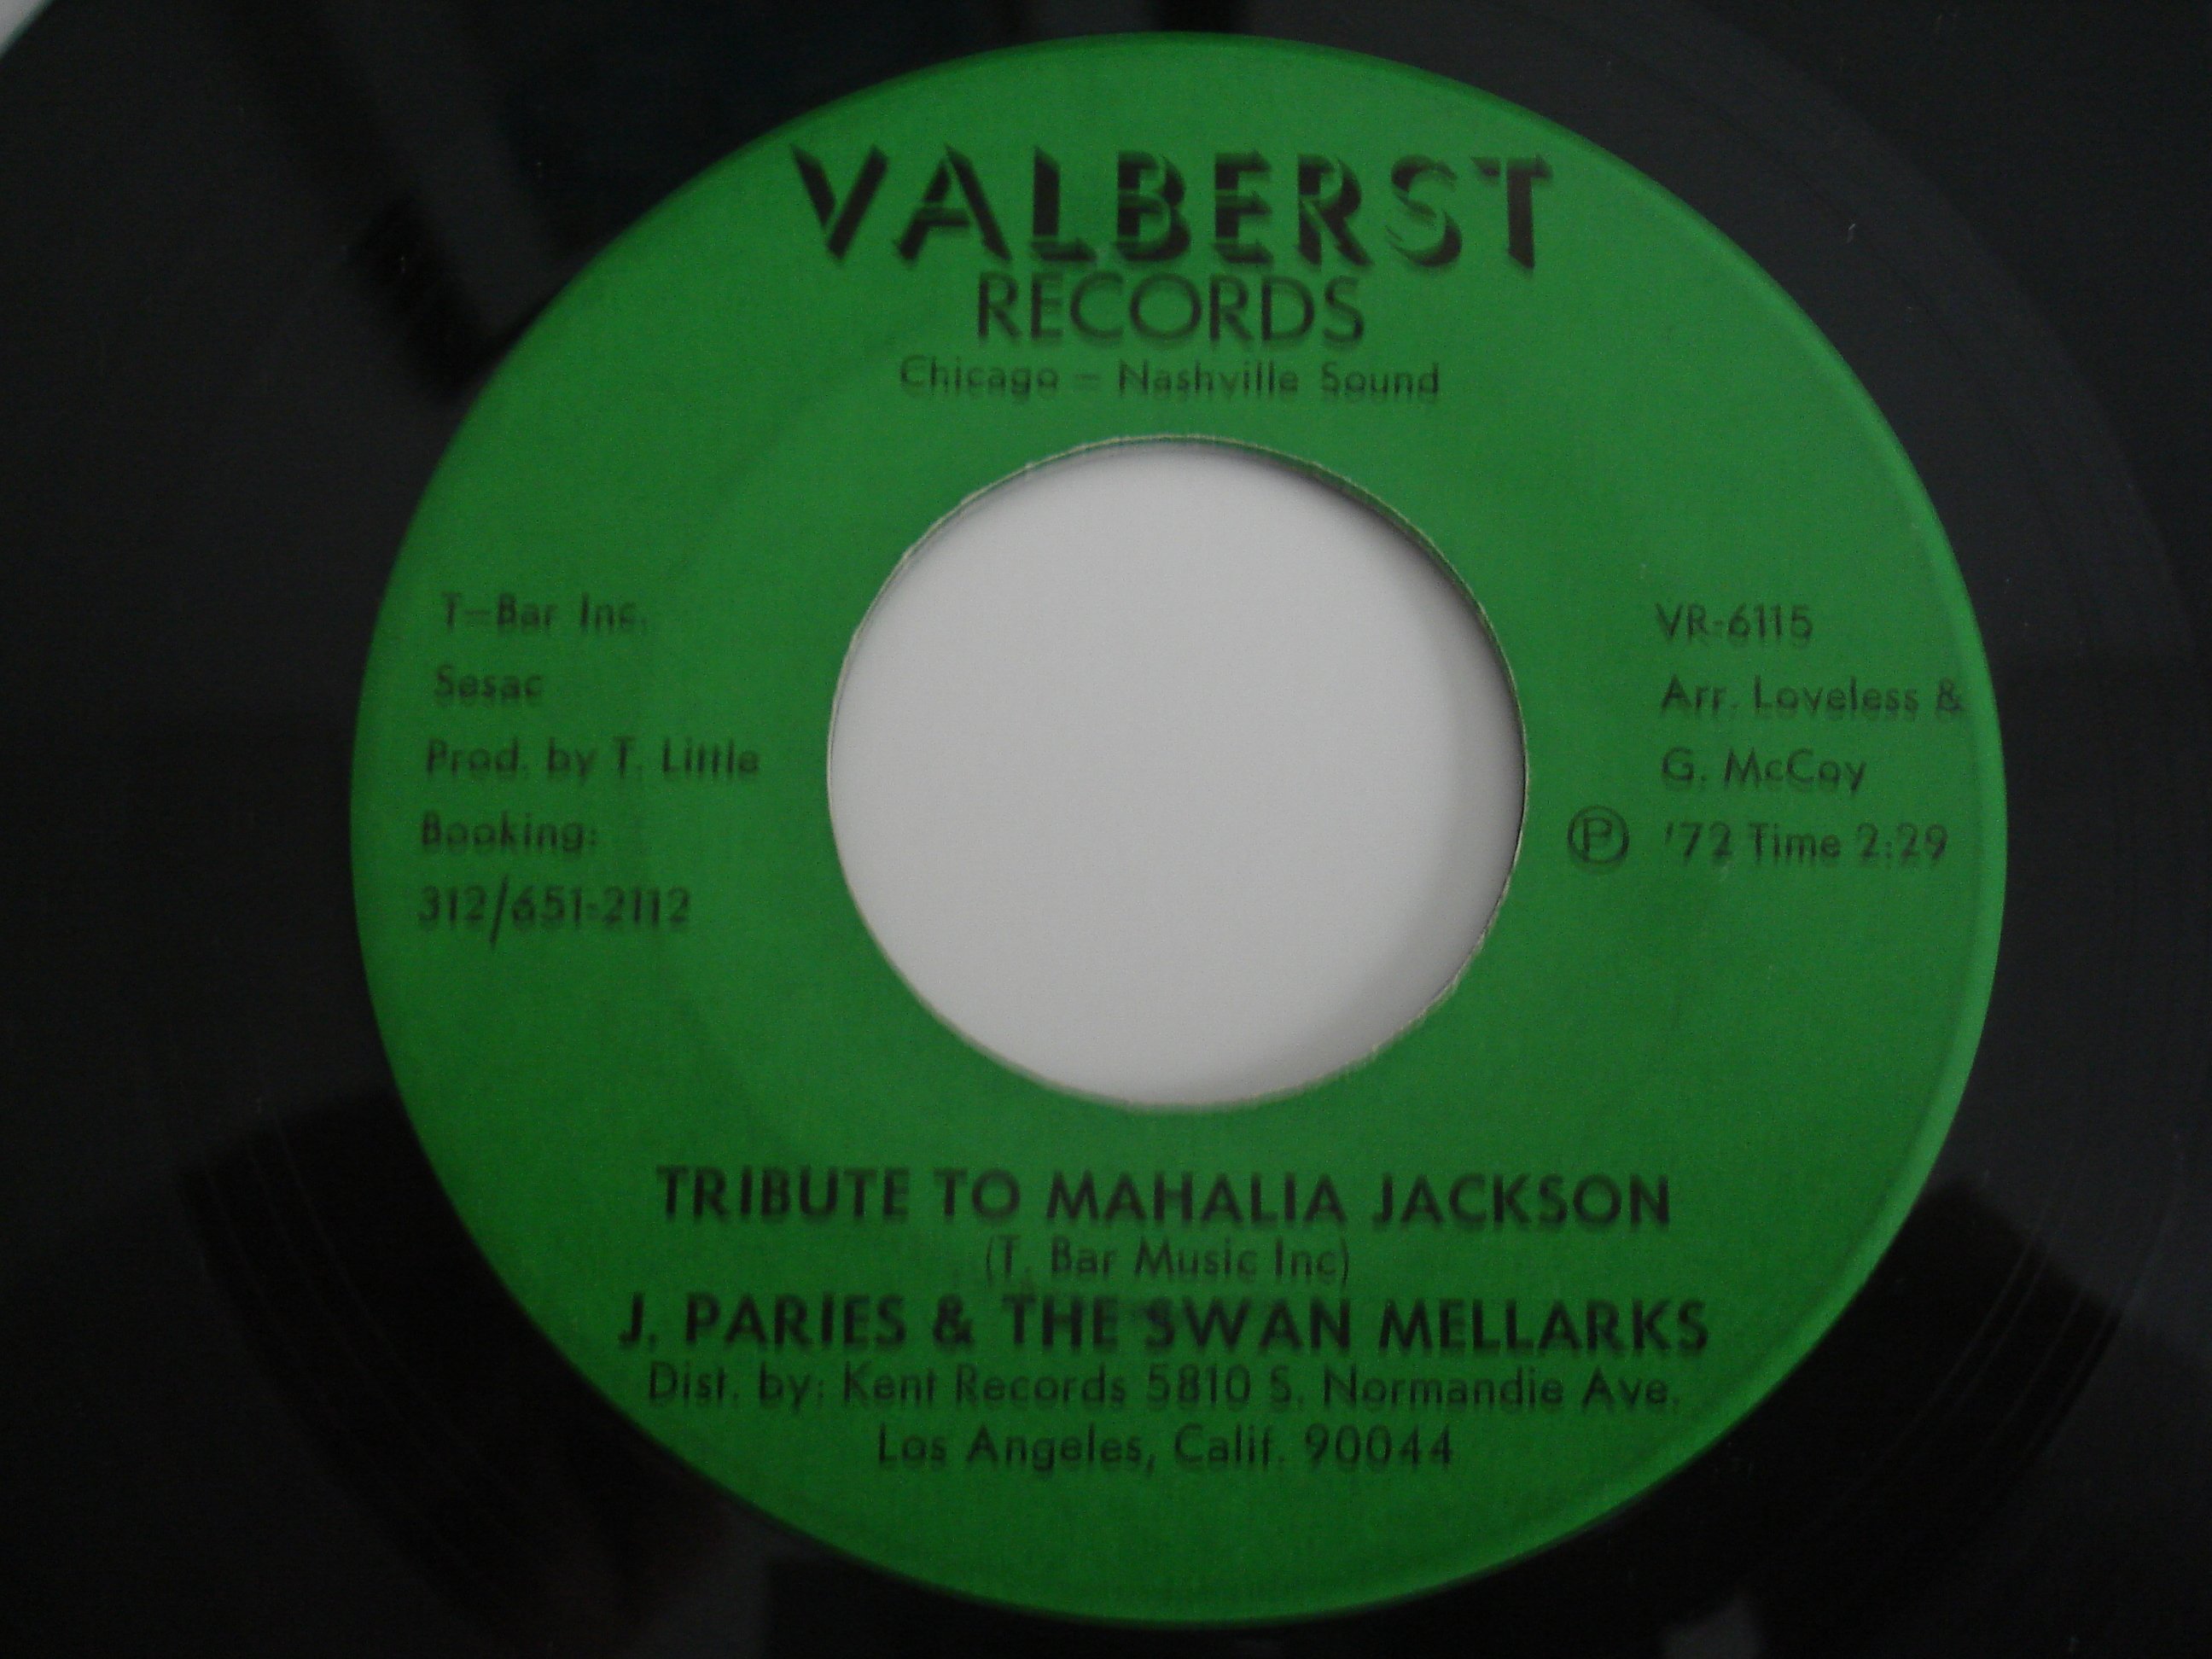 VALBERST
RECORDS
Chicago - Nashville Sound
T-Bar Inc.
Sesac
Prod. by T. Little
Booking:
312/651-2112
VR-6115
Arr. Loveless &
G. McCoy
Ⓟ '72 Time 2:29
TRIBUTE TO MAHALIA JACKSON
(T. Bar Music Inc)
J. PARIES & THE SWAN MELLARKS
Dist. by: Kent Records 5810 S. Normandie Ave.
Los Angeles, Calif. 90044